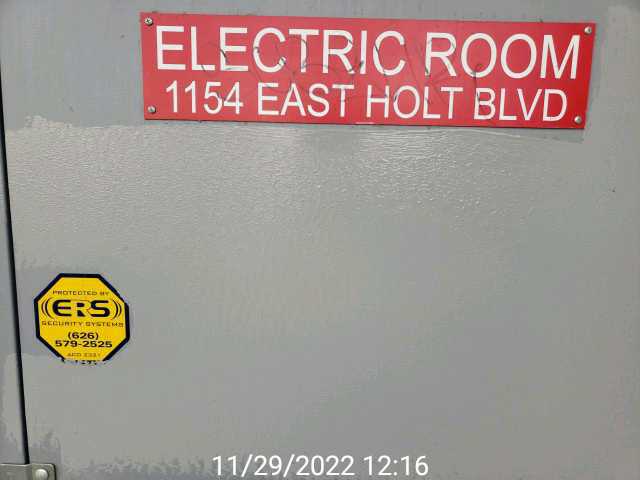 ELECTRIC ROOM
1154 EAST HOLT BLVD
PROTECTED BY
ERS
SECURITY SYSTEMS
(626)
579-2525
11/29/2022 12:16